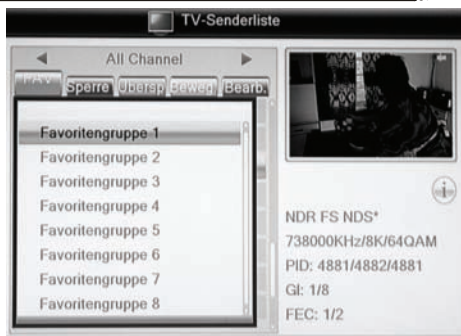 TV-Senderliste
All Channel
FAV Sperre Übersp Beweg Bearb.
Favoritengruppe 1
Favoritengruppe 2
Favoritengruppe 3
Favoritengruppe 4
Favoritengruppe 5
Favoritengruppe 6
Favoritengruppe 7
Favoritengruppe 8
NDR FS NDS*
738000KHz/8K/64QAM
PID: 4881/4882/4881
GI: 1/8
FEC: 1/2